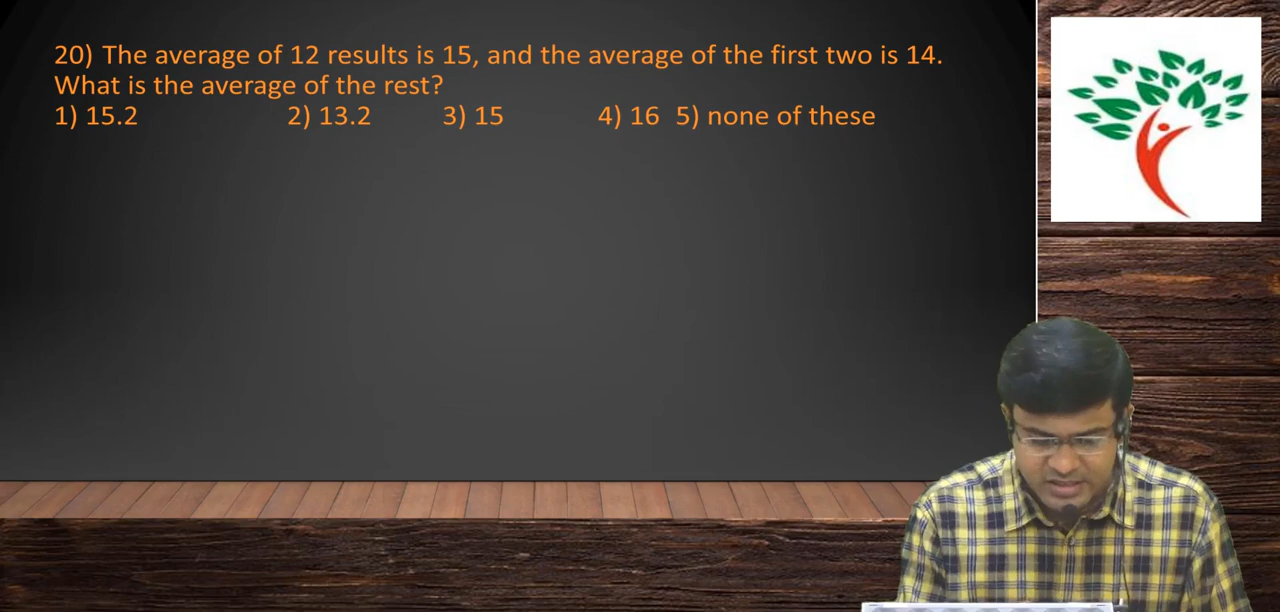 20) The average of 12 results is 15, and the average of the first two is 14.
What is the average of the rest?
1) 15.2 2) 13.2 3) 15 4) 16 5) none of these